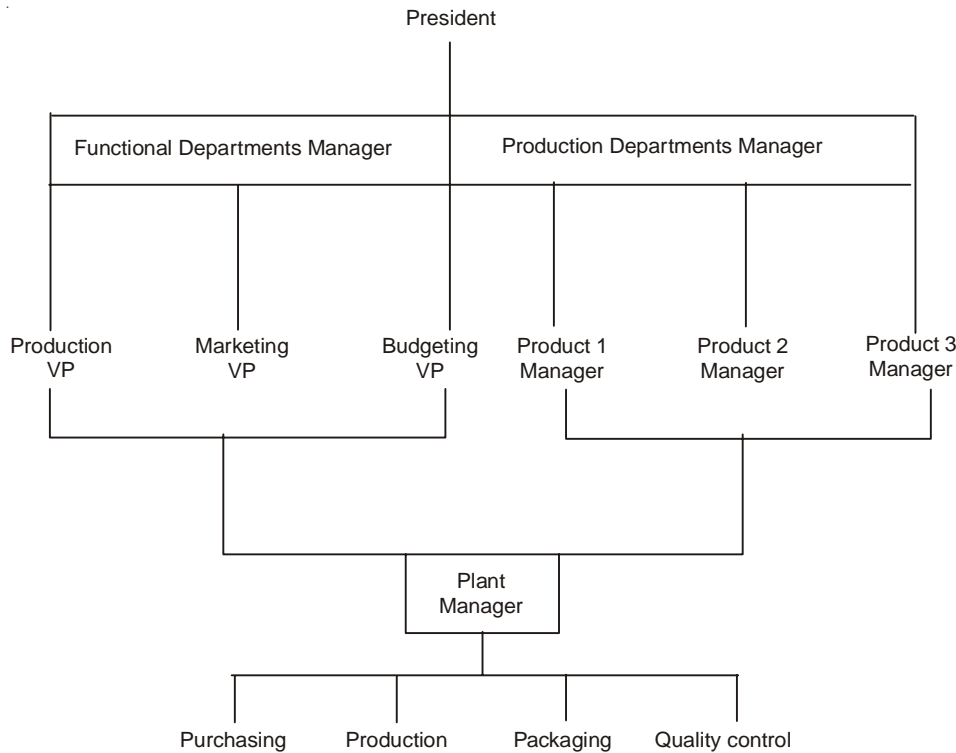 President
Functional Departments Manager
Production Departments Manager
Production
VP
Marketing
VP
Budgeting
VP
Product 1
Manager
Product 2
Manager
Product 3
Manager
Plant
Manager
Purchasing
Production
Packaging
Quality control